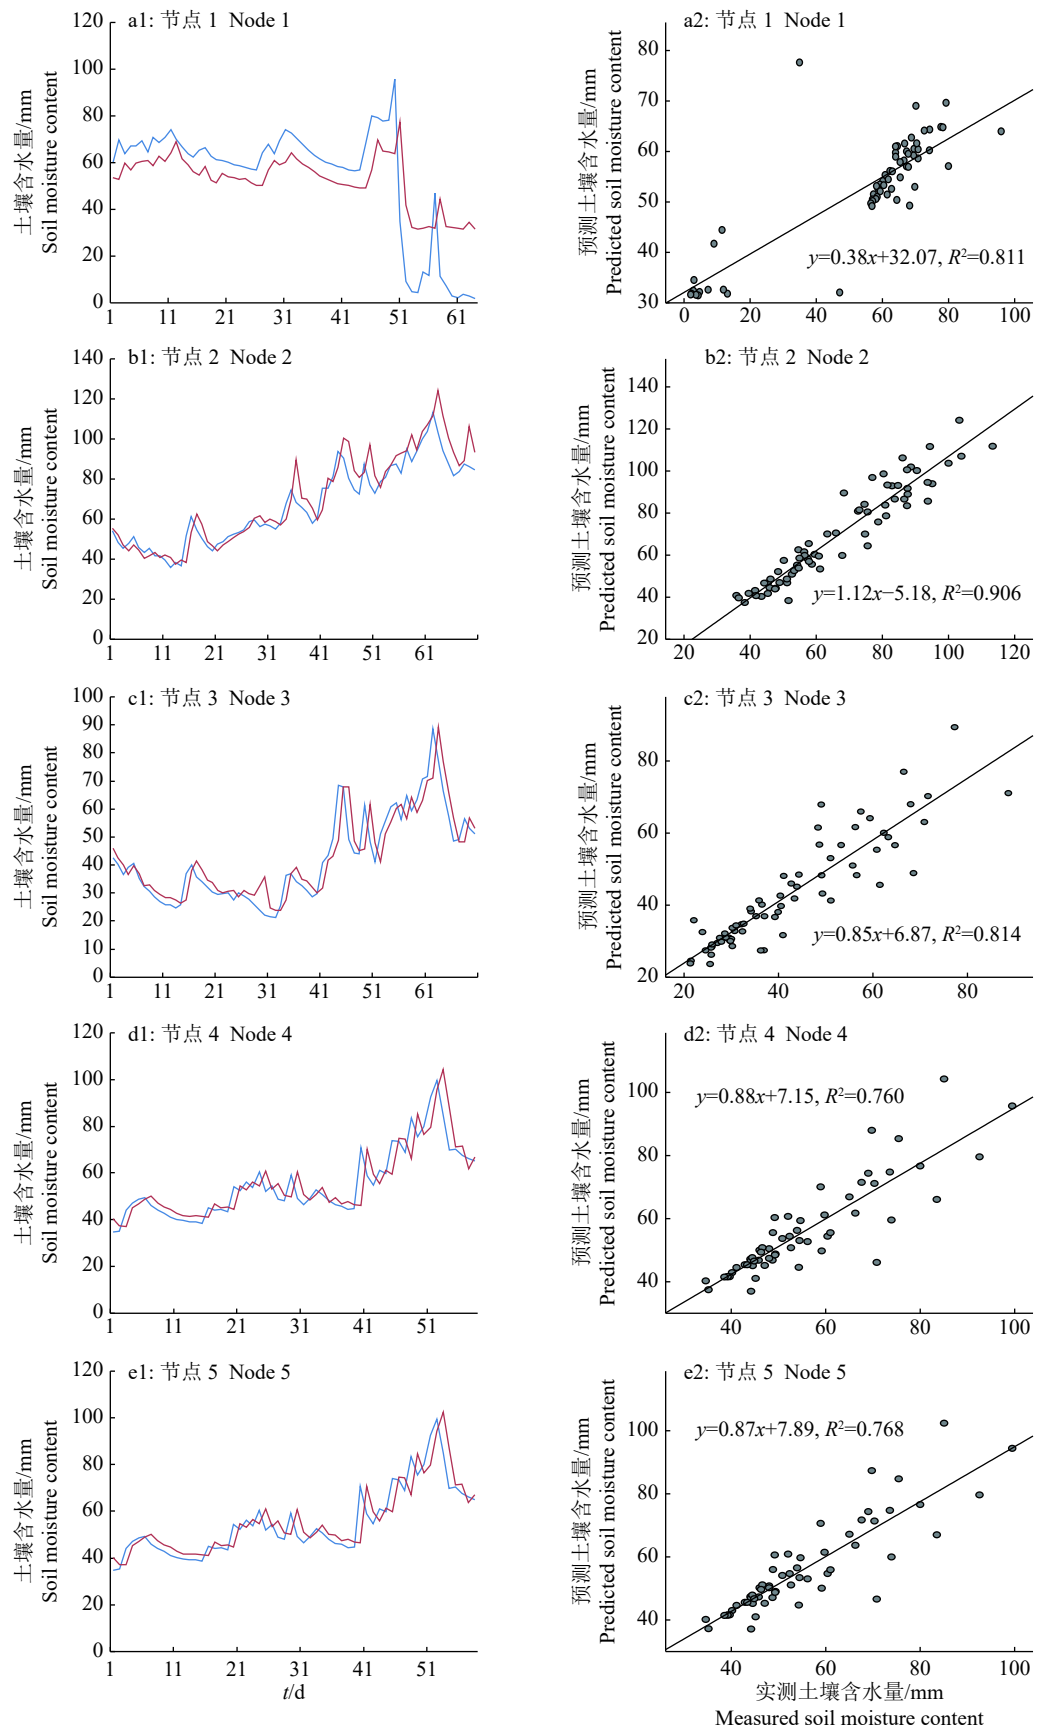 a1: 节点 1 Node 1
土壤含水量/mm
Soil moisture content
120
100
80
60
40
20
0
1 11 21 31 41 51 61
a2: 节点 1 Node 1
预测土壤含水量/mm
Predicted soil moisture content
80
70
60
50
40
30
y=0.38x+32.07, R²=0.811
0 20 40 60 80 100
b1: 节点 2 Node 2
土壤含水量/mm
Soil moisture content
140
120
100
80
60
40
20
0
1 11 21 31 41 61
b2: 节点 2 Node 2
预测土壤含水量/mm
Predicted soil moisture content
140
120
100
80
60
40
20
y=1.12x−5.18, R²=0.906
20 40 60 80 100 120
c1: 节点 3 Node 3
土壤含水量/mm
Soil moisture content
100
90
80
70
60
50
40
30
20
10
0
1 11 21 31 41 61
c2: 节点 3 Node 3
预测土壤含水量/mm
Predicted soil moisture content
80
60
40
20
y=0.85x+6.87, R²=0.814
20 40 60 80
d1: 节点 4 Node 4
土壤含水量/mm
Soil moisture content
120
100
80
60
40
20
0
1 11 21 31 41 51
d2: 节点 4 Node 4
预测土壤含水量/mm
Predicted soil moisture content
100
80
60
40
y=0.88x+7.15, R²=0.760
40 60 80 100
e1: 节点 5 Node 5
土壤含水量/mm
Soil moisture content
120
100
80
60
40
20
0
1 11 21 31 41 51
t/d
e2: 节点 5 Node 5
预测土壤含水量/mm
Predicted soil moisture content
100
80
60
40
y=0.87x+7.89, R²=0.768
40 60 80 100
实测土壤含水量/mm
Measured soil moisture content